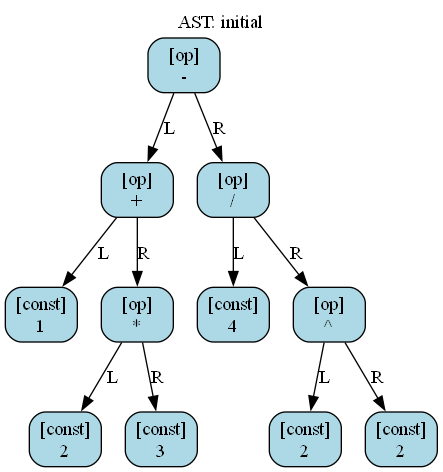 AST: initial
[op]
-
L
R
[op]
+
[op]
/
L
R
L
R
[const]
1
[op]
*
[const]
4
[op]
^
L
R
L
R
[const]
2
[const]
3
[const]
2
[const]
2